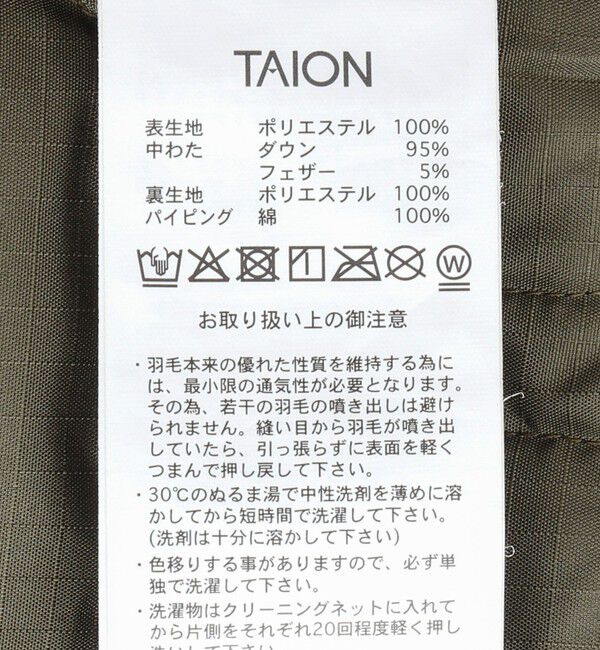 TAION
表生地 ポリエステル 100%
中わた ダウン 95%
フェザー 5%
裏生地 ポリエステル 100%
パイピング 綿 100%
W
お取り扱い上の御注意
・羽毛本来の優れた性質を維持する為に
は、最小限の通気性が必要となります。
その為、若干の羽毛の噴き出しは避け
られません。縫い目から羽毛が噴き出
していたら、引っ張らずに表面を軽く
つまんで押し戻して下さい。
・30℃のぬるま湯で中性洗剤を薄めに溶
かしてから短時間で洗濯して下さい。
(洗剤は十分に溶かして下さい)
・色移りする事がありますので、必ず単
独で洗濯して下さい。
・洗濯物はクリーニングネットに入れて
から片側をそれぞれ20回程度軽く押し